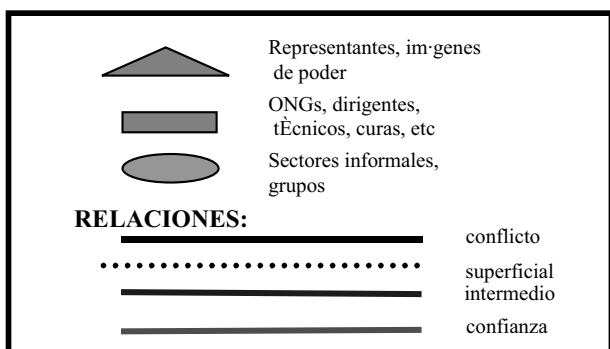 Representantes, im·genes
de poder
ONGs, dirigentes,
tÈcnicos, curas, etc
Sectores informales,
grupos
RELACIONES:
conflicto
superficial
intermedio
confianza